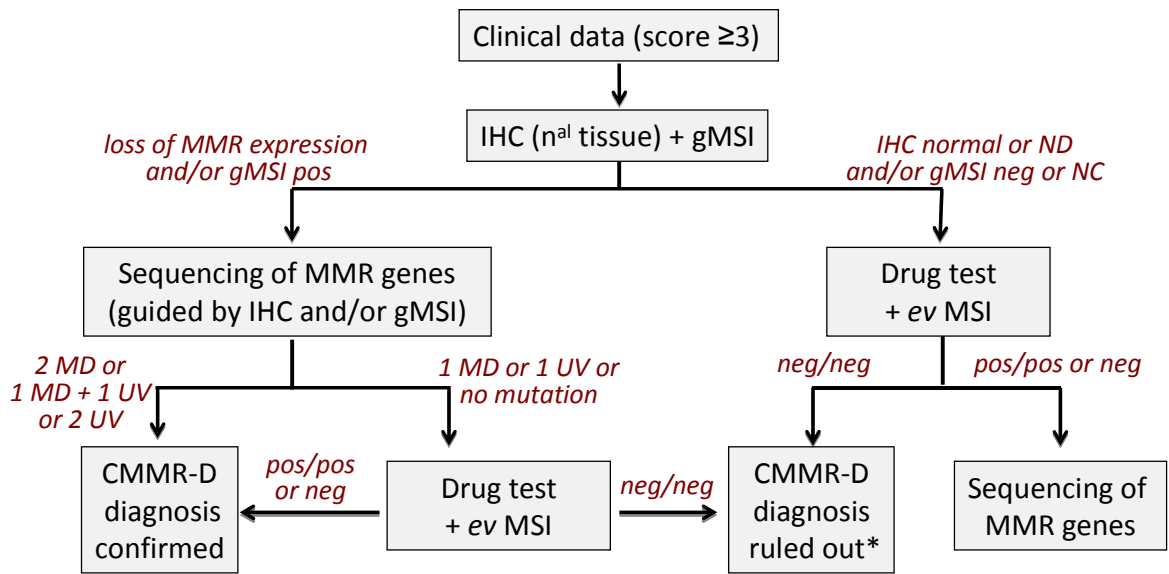 Clinical data (score ≥3)
IHC (nal tissue) + gMSI
loss of MMR expression
and/or gMSI pos
IHC normal or ND
and/or gMSI neg or NC
Sequencing of MMR genes
(guided by IHC and/or gMSI)
Drug test
+ ev MSI
2 MD or
1 MD + 1 UV
or 2 UV
1 MD or 1 UV or
no mutation
neg/neg
pos/pos or neg
CMMR-D
diagnosis
confirmed
pos/pos
or neg
Drug test
+ ev MSI
neg/neg
CMMR-D
diagnosis
ruled out*
Sequencing of
MMR genes